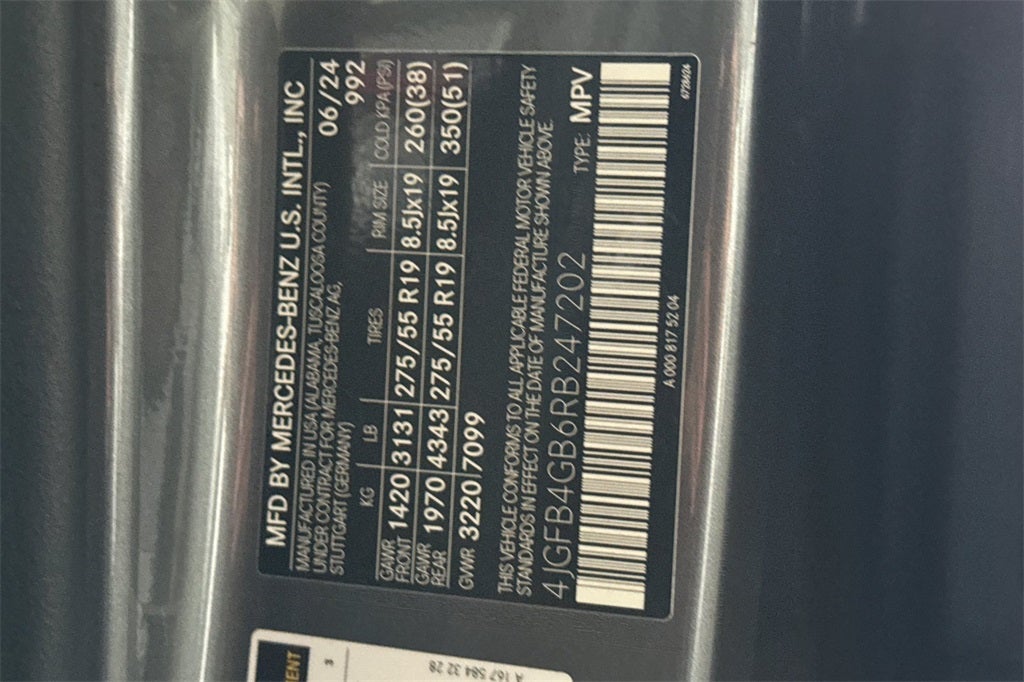 MFD BY MERCEDES-BENZ U.S. INTL., INC
MANUFACTURED IN USA (ALABAMA, TUSCALOOSA COUNTY) 06/24
UNDER CONTRACT FOR MERCEDES-BENZ AG, 992
STUTTGART (GERMANY)
KG LB TIRES RIM SIZE COLD KPA (PSI)
GAWR FRONT 1420 3131 275/55 R19 8.5Jx19 260(38)
GAWR REAR 1970 4343 275/55 R19 8.5Jx19 350(51)
GVWR 3220 7099
THIS VEHICLE CONFORMS TO ALL APPLICABLE FEDERAL MOTOR VEHICLE SAFETY
STANDARDS IN EFFECT ON THE DATE OF MANUFACTURE SHOWN ABOVE.
4JGFB4GB6RB247202 TYPE: MPV
A 000 817 52 04 6728624
ENT
3
A 167 584 32 28